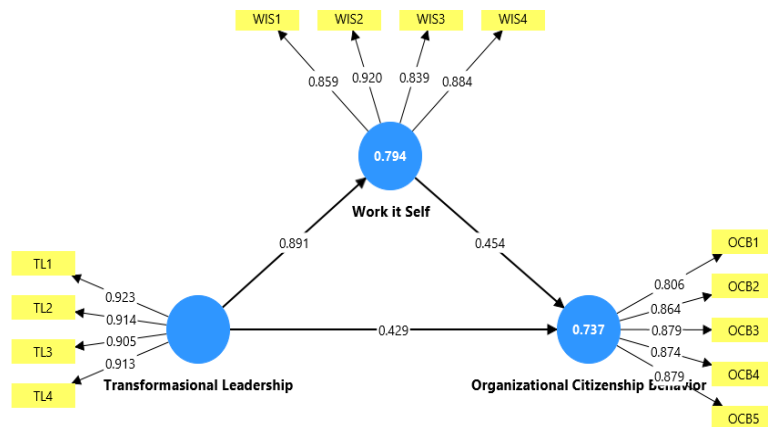 WIS1 WIS2 WIS3 WIS4
0.859 0.920 0.839 0.884
0.794
Work it Self
0.891 0.454
TL1
TL2
TL3
TL4
0.923
0.914
0.905
0.913
Transformasional Leadership
0.429
0.737
Organizational Citizenship Behavior
0.806
0.864
0.879
0.874
0.879
OCB1
OCB2
OCB3
OCB4
OCB5